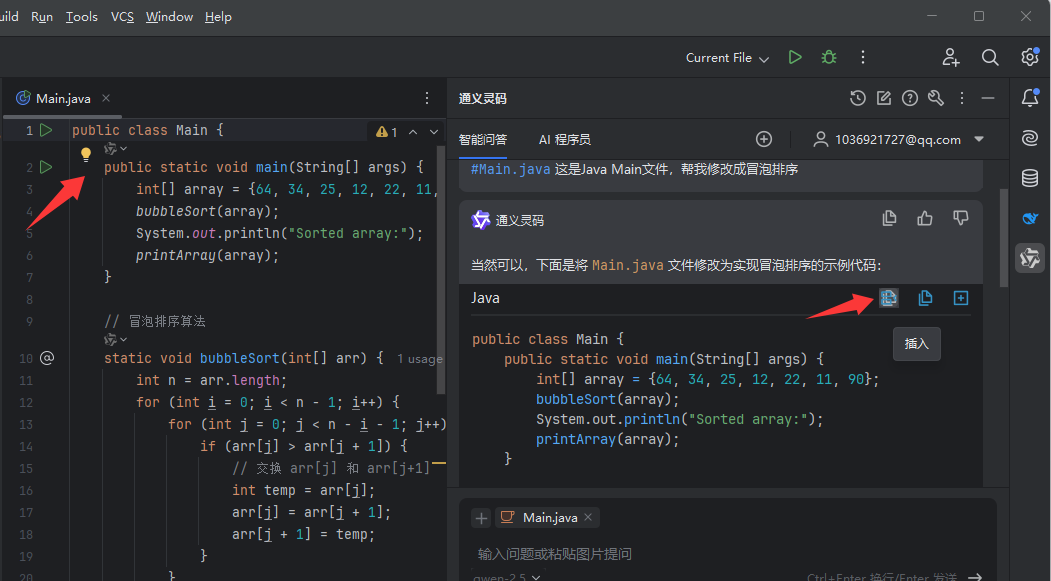 uild Run Tools VCS Window Help
Current File
Main.java
1 public class Main { 1
2 public static void main(String[] args) {
3 int[] array = {64, 34, 25, 12, 22, 11,
4 bubbleSort(array);
5 System.out.println("Sorted array:");
6 printArray(array);
7 }
8
9 // 冒泡排序算法
10 static void bubbleSort(int[] arr) { 1 usage
11 int n = arr.length;
12 for (int i = 0; i < n - 1; i++) {
13 for (int j = 0; j < n - i - 1; j++)
14 if (arr[j] > arr[j + 1]) {
15 // 交换 arr[j] 和 arr[j+1]
16 int temp = arr[j];
17 arr[j] = arr[j + 1];
18 arr[j + 1] = temp;
19 }
20 }
通义灵码
智能问答 AI 程序员 1036921727@qq.com
#Main.java 这是Java Main文件，帮我修改成冒泡排序
通义灵码
当然可以，下面是将 Main.java 文件修改为实现冒泡排序的示例代码：
Java
插入
public class Main {
public static void main(String[] args) {
int[] array = {64, 34, 25, 12, 22, 11, 90};
bubbleSort(array);
System.out.println("Sorted array:");
printArray(array);
}
Main.java
输入问题或粘贴图片提问
qwen-2.5 Ctrl+Enter 换行/Enter 发送